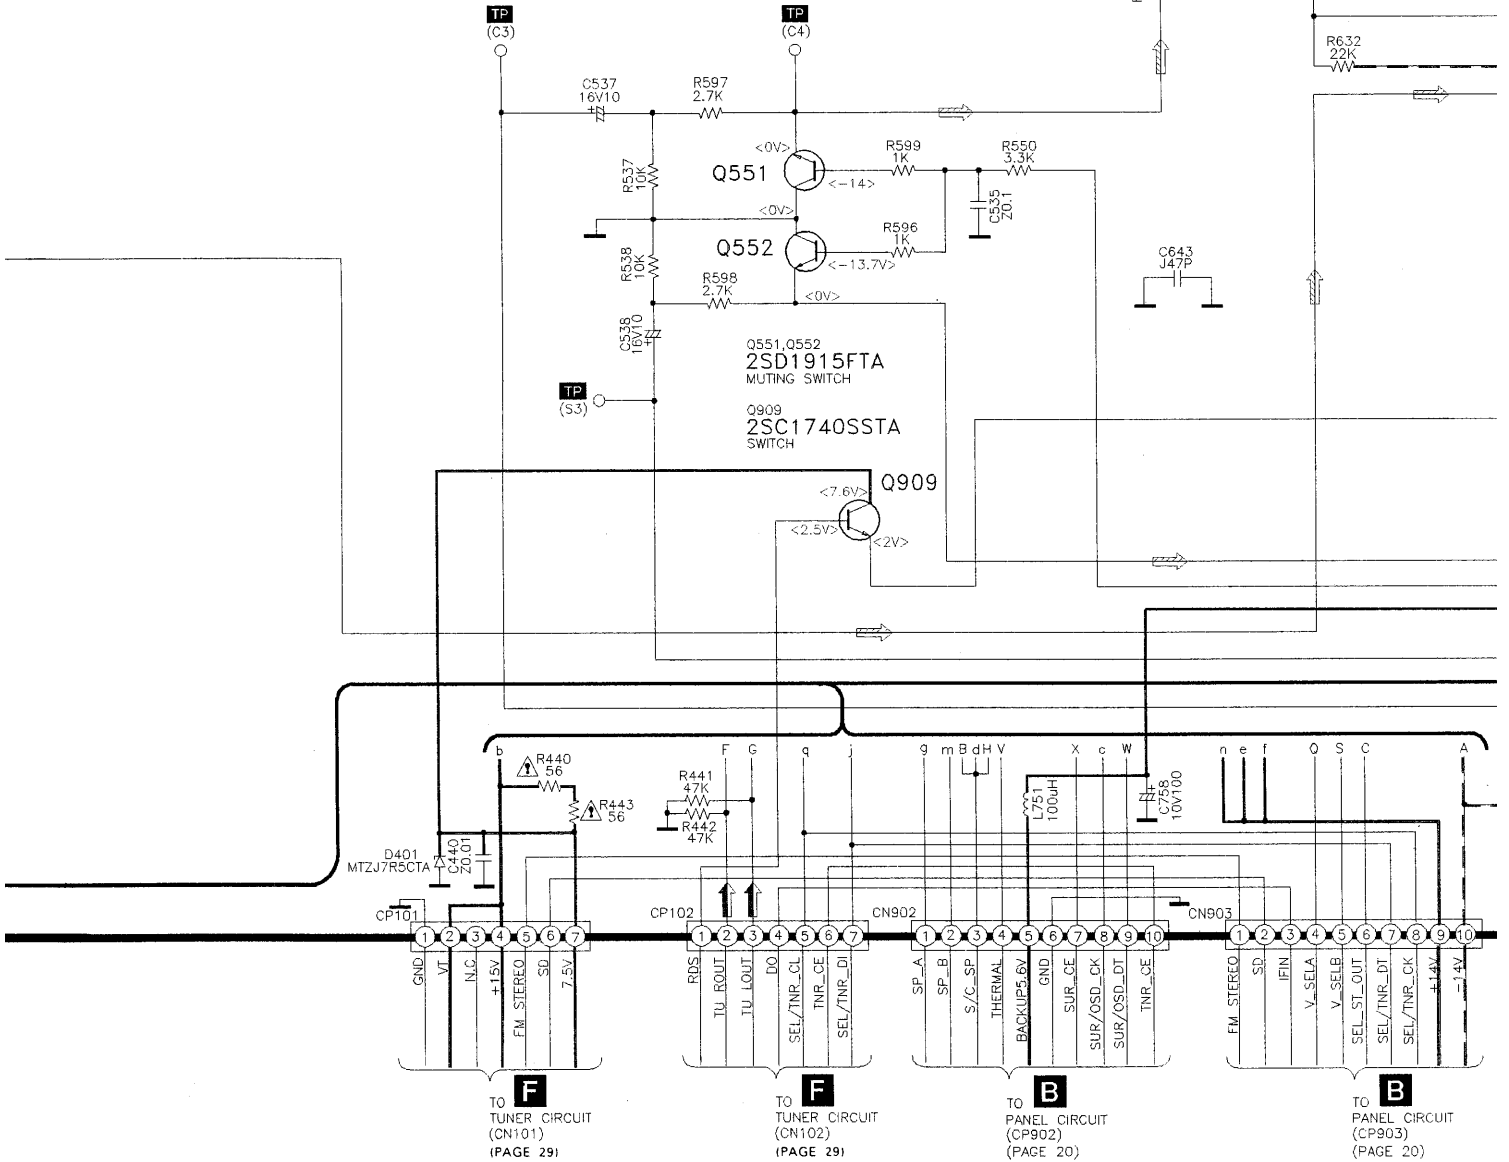 TP
(C3)
TP
(C4)
R632
22K
C537
16V10
+
R597
2.7K
<0V>
Q551
<-14>
R599
1K
R550
3.3K
R537
10K
<0V>
C535
Z0.1
Q552
R596
1K
<-13.7V>
R538
10K
R598
2.7K
<0V>
C643
J47P
C538
16V10
+
Q551,Q552
2SD1915FTA
MUTING SWITCH
TP
(S3)
Q909
2SC1740SSTA
SWITCH
Q909
<7.6V>
<2.5V>
<2V>
b F G q j g m B d H V X c W n e f Q S C A
R440
56
R443
56
R441
47K
R442
47K
L751
100uH
+
C758
10V100
D401
MTZJ7R5CTA
C440
Z0.01
CP101
CP102
CN902
CN903
1 2 3 4 5 6 7
1 2 3 4 5 6 7
1 2 3 4 5 6 7 8 9 10
1 2 3 4 5 6 7 8 9 10
GND
VT
N.C
+15V
FM STEREO
SD
7.5V
RDS
TU ROUT
TU LOUT
DO
SEL/TNR_CL
TNR_CE
SEL/TNR_DI
SP_A
SP_B
S/C_SP
THERMAL
BACKUP5.6V
GND
SUR_CE
SUR/OSD_CK
SUR/OSD_DT
TNR_CE
FM STEREO
SD
IFIN
V_SELA
V_SELB
SEL_ST_OUT
SEL/TNR_DT
SEL/TNR_CK
+14V
-14V
TO F
TUNER CIRCUIT
(CN101)
(PAGE 29)
TO F
TUNER CIRCUIT
(CN102)
(PAGE 29)
TO B
PANEL CIRCUIT
(CP902)
(PAGE 20)
TO B
PANEL CIRCUIT
(CP903)
(PAGE 20)